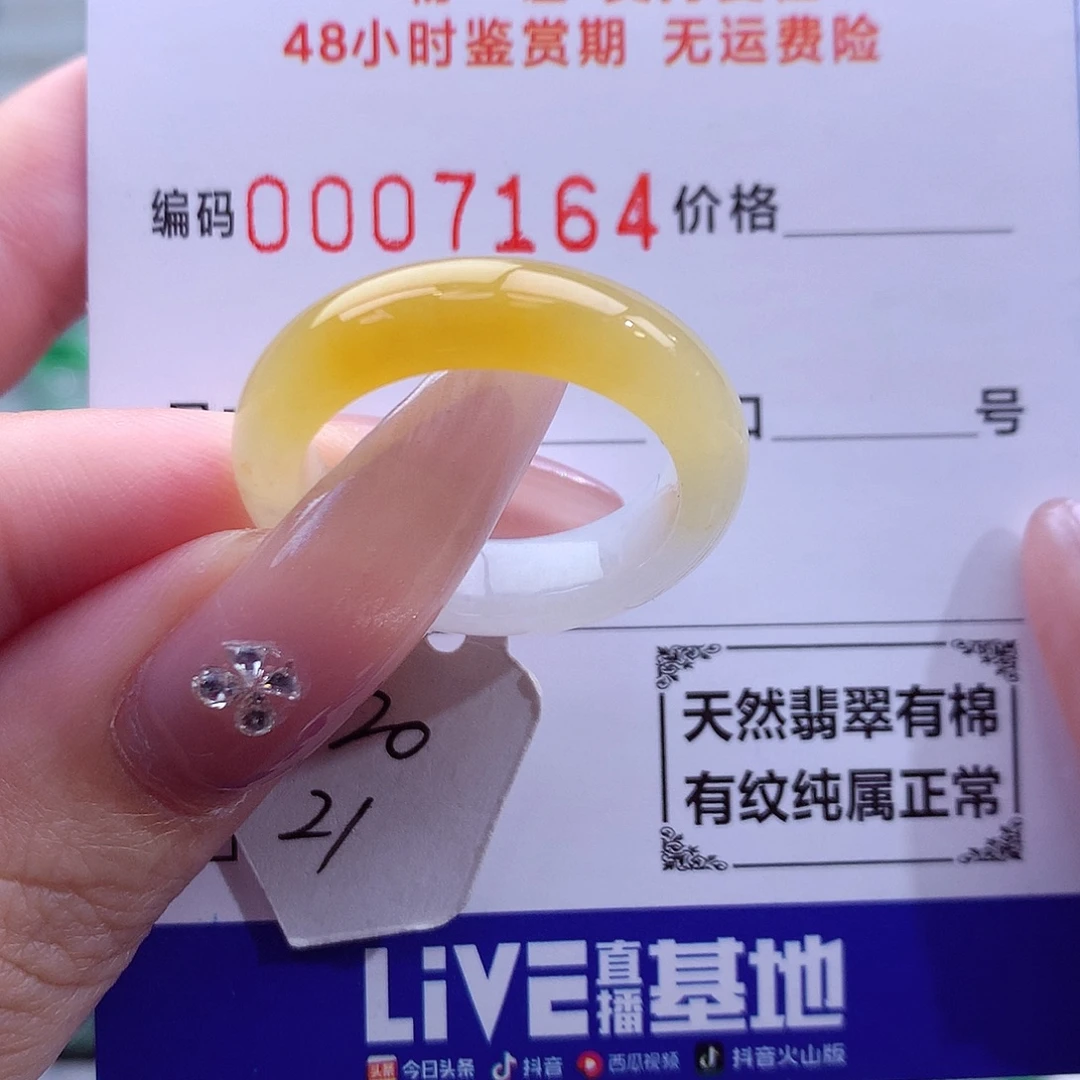 48小时鉴赏期 无运费险
编码0007164价格
号
20
21
天然翡翠有棉
有纹纯属正常
LiVE直播基地
头条 今日头条 抖音 西瓜视频 抖音火山版